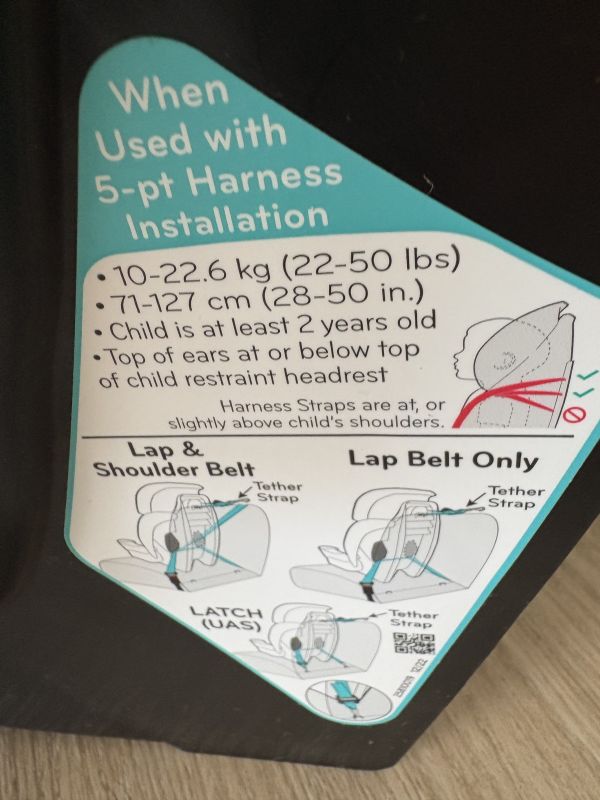 When
Used with
5-pt Harness
Installation
• 10-22.6 kg (22-50 lbs)
• 71-127 cm (28-50 in.)
• Child is at least 2 years old
• Top of ears at or below top
of child restraint headrest
Harness Straps are at, or
slightly above child's shoulders.
Lap &
Shoulder Belt
Tether
Strap
Lap Belt Only
Tether
Strap
LATCH
(UAS)
Tether
Strap
12/22